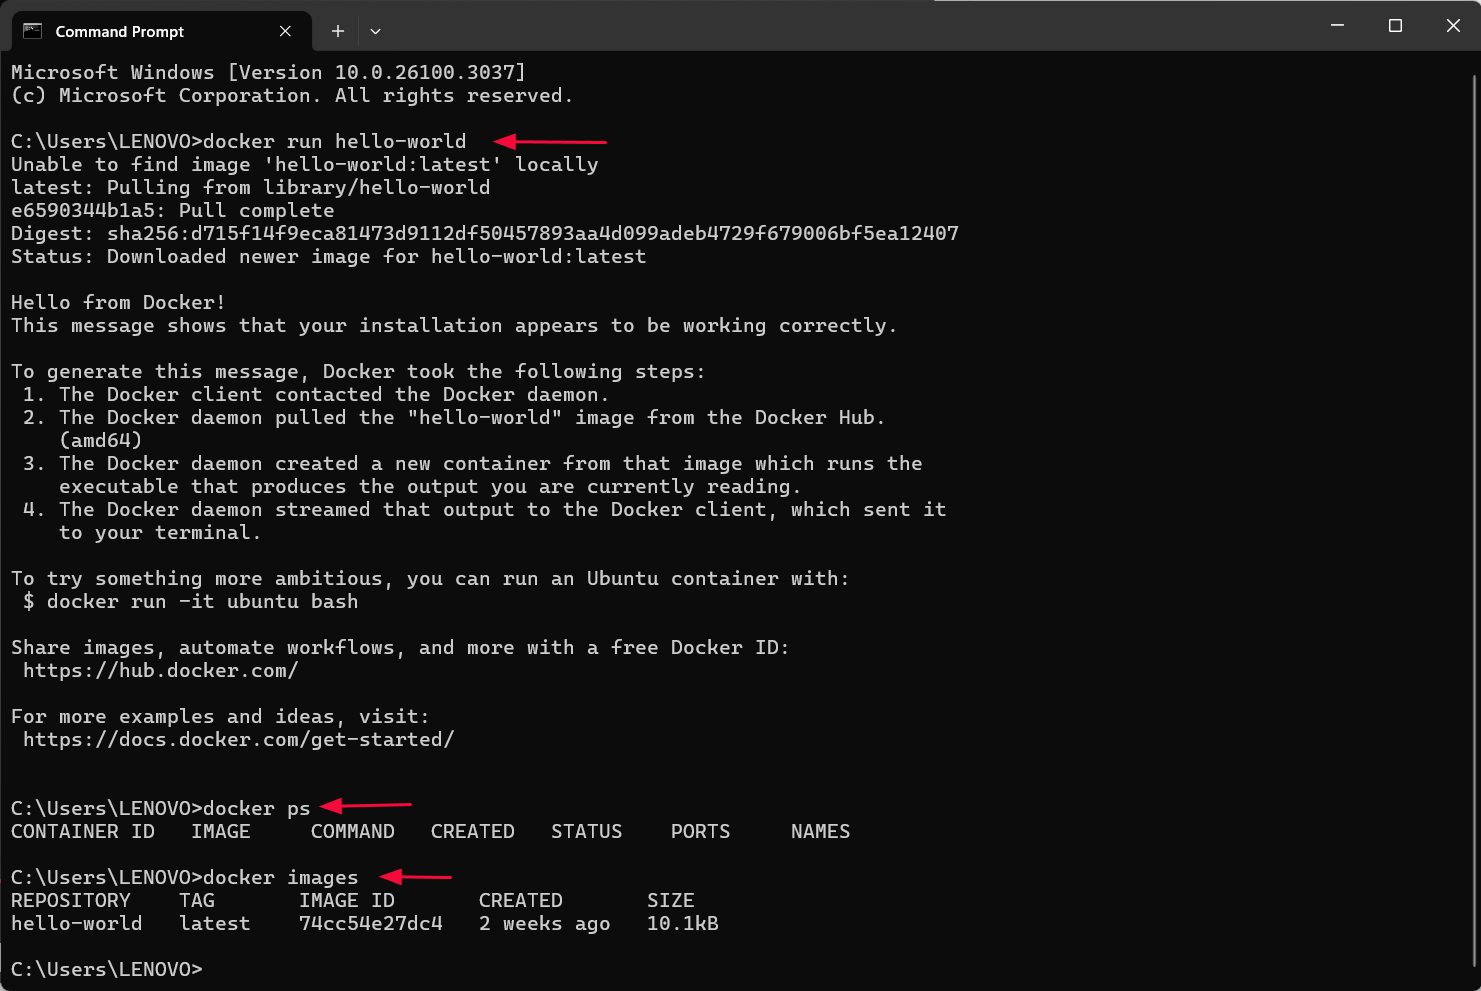 Command Prompt
Microsoft Windows [Version 10.0.26100.3037]
(c) Microsoft Corporation. All rights reserved.
C:\Users\LENOVO>docker run hello-world
Unable to find image 'hello-world:latest' locally
latest: Pulling from library/hello-world
e6590344b1a5: Pull complete
Digest: sha256:d715f14f9eca81473d9112df50457893aa4d099adeb4729f679006bf5ea12407
Status: Downloaded newer image for hello-world:latest
Hello from Docker!
This message shows that your installation appears to be working correctly.
To generate this message, Docker took the following steps:
1. The Docker client contacted the Docker daemon.
2. The Docker daemon pulled the "hello-world" image from the Docker Hub.
(amd64)
3. The Docker daemon created a new container from that image which runs the
executable that produces the output you are currently reading.
4. The Docker daemon streamed that output to the Docker client, which sent it
to your terminal.
To try something more ambitious, you can run an Ubuntu container with:
$ docker run -it ubuntu bash
Share images, automate workflows, and more with a free Docker ID:
https://hub.docker.com/
For more examples and ideas, visit:
https://docs.docker.com/get-started/
C:\Users\LENOVO>docker ps
CONTAINER ID   IMAGE     COMMAND   CREATED   STATUS    PORTS     NAMES
C:\Users\LENOVO>docker images
REPOSITORY    TAG       IMAGE ID       CREATED       SIZE
hello-world   latest    74cc54e27dc4   2 weeks ago   10.1kB
C:\Users\LENOVO>